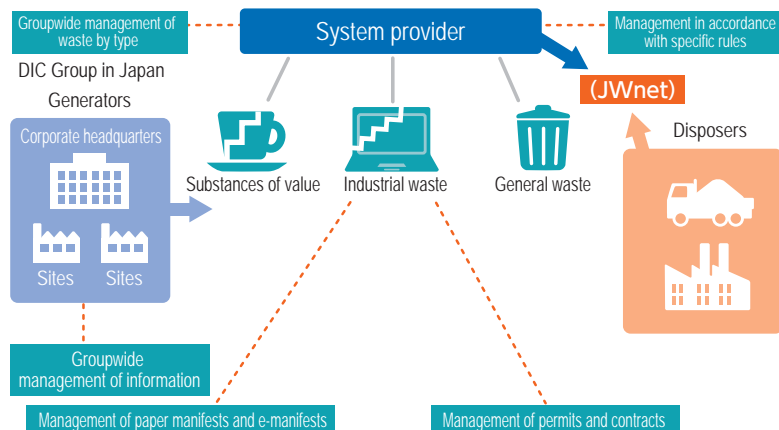 Groupwide management of
waste by type
System provider
Management in accordance
with specific rules
DIC Group in Japan
Generators
(JWnet)
Corporate headquarters
Disposers
Substances of value
Industrial waste
General waste
Sites
Sites
Groupwide
management of information
Management of paper manifests and e-manifests
Management of permits and contracts